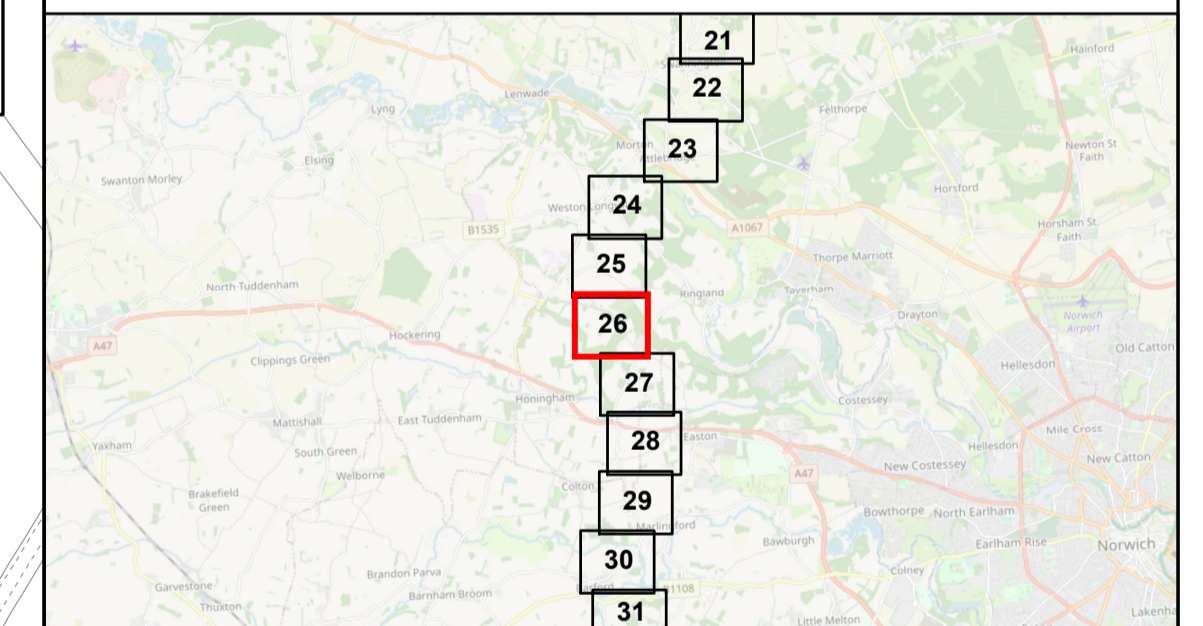 21
Hainford
22
Lenwade
Lyng
Felthorpe
Morton
23
Attlebridge
Newton St
Faith
Elsing
Swanton Morley
Horsford
24
Weston Long
B1535
A1067
Horsham St.
Faith
25
Thorpe Marriott
North Tuddenham
Ringland
Taverham
26
Drayton
Norwich
Airport
Hockering
A47
Old Catton
Clippings Green
Hellesdon
27
Honingham
Costessey
East Tuddenham
Mattishall
28
Easton
Mile Cross
Yaxham
Hellesdon
South Green
New Costessey
New Catton
Welborne
A47
Colton
Brakefield
Green
29
Bowthorpe
North Earlham
Marlingford
Bawburgh
Earlham Rise
Norwich
30
Brandon Parva
Colney
Garvestone
Barford
B1108
Barnham Broom
Thuxton
31
Little Melton
Lakenha